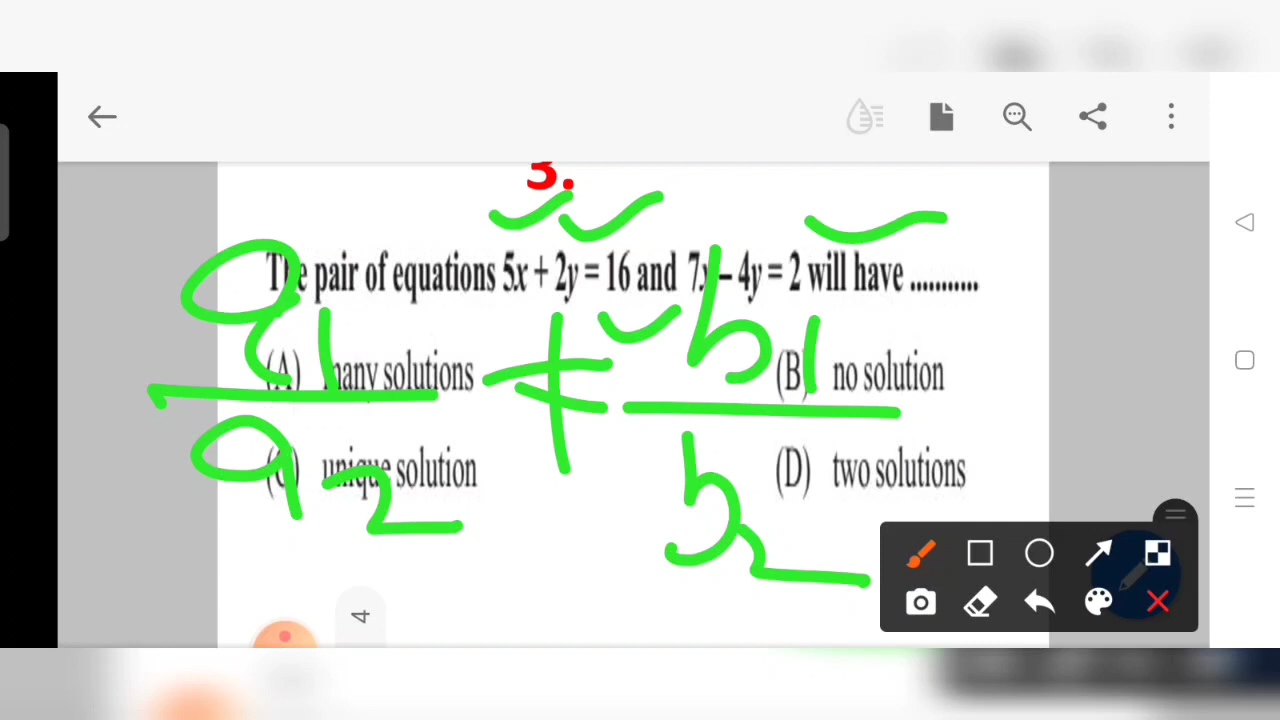 3.
The pair of equations 5x + 2y = 16 and 7x – 4y = 2 will have ...........
(A) many solutions (B) no solution
(C) unique solution (D) two solutions
a1 ≠ b1
a2 b2
4